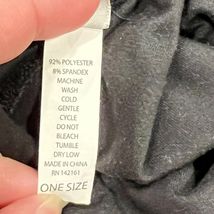 92% POLYESTER
8% SPANDEX
MACHINE
WASH
COLD
GENTLE
CYCLE
DO NOT
BLEACH
TUMBLE
DRY LOW
MADE IN CHINA
RN 142161
ONE SIZE